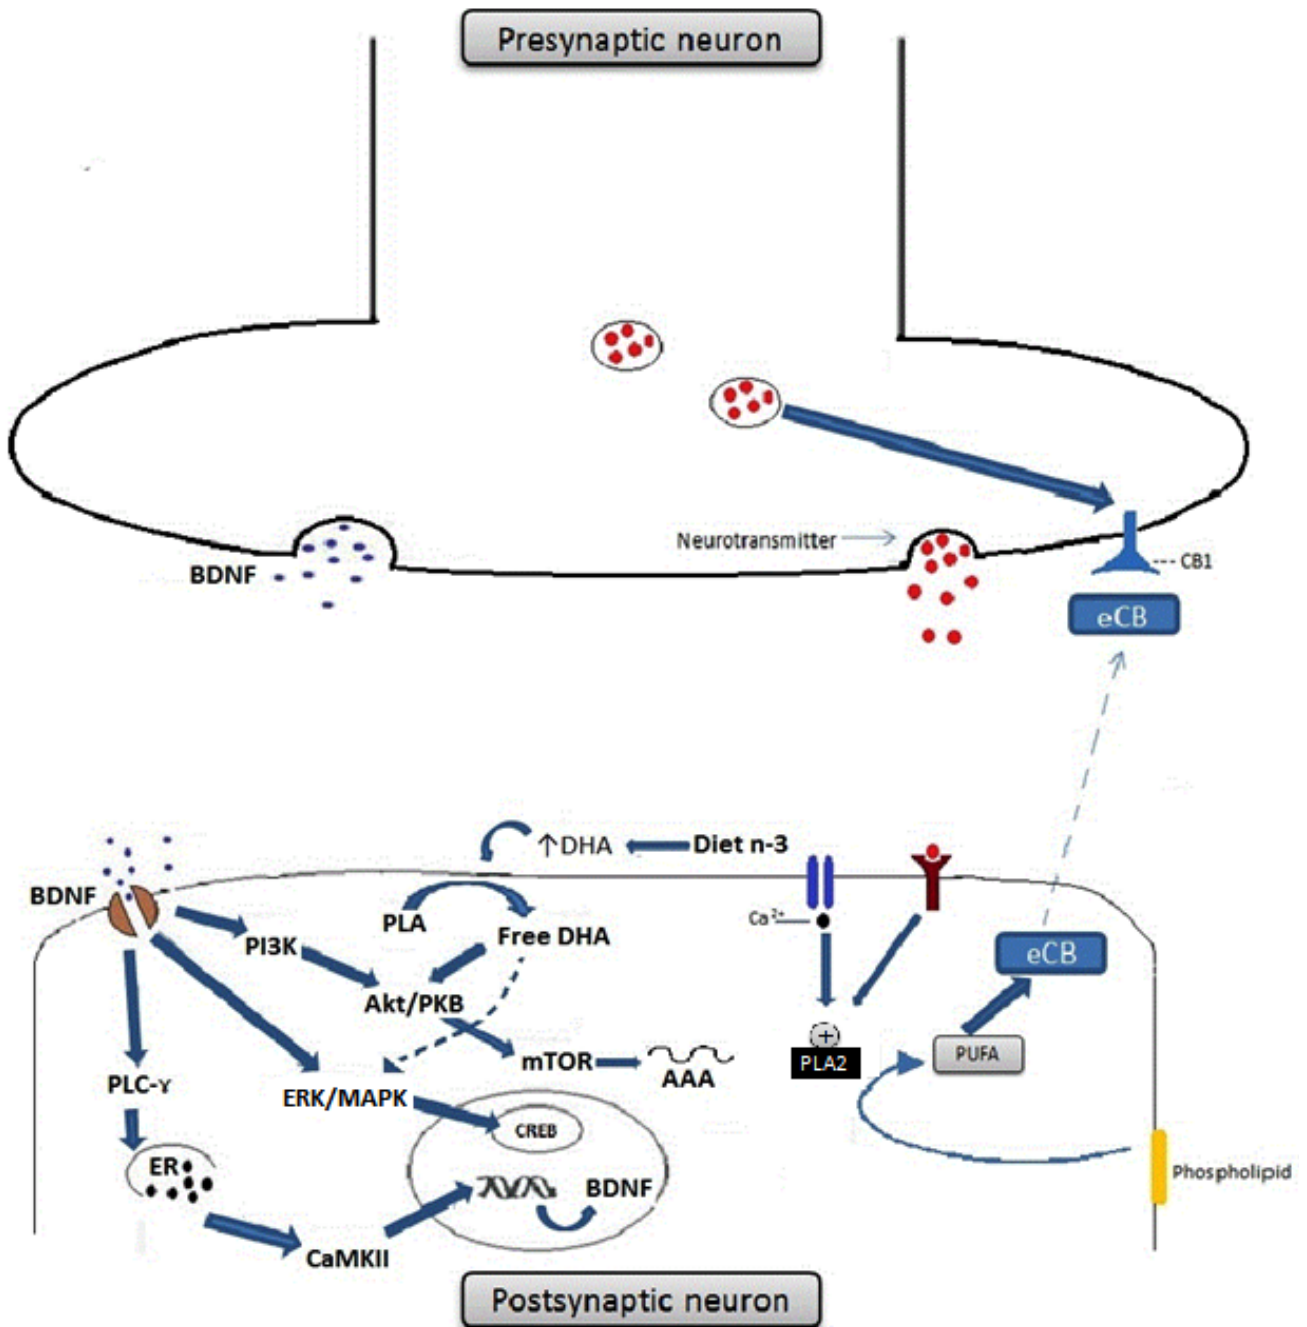 Presynaptic neuron
Neurotransmitter
BDNF
CB1
eCB
↑DHA
Diet n-3
BDNF
PLA
Free DHA
Ca²⁺
PI3K
eCB
Akt/PKB
+
mTOR
AAA
PLA2
PUFA
PLC-γ
ERK/MAPK
CREB
ER
BDNF
Phospholipid
CaMKII
Postsynaptic neuron